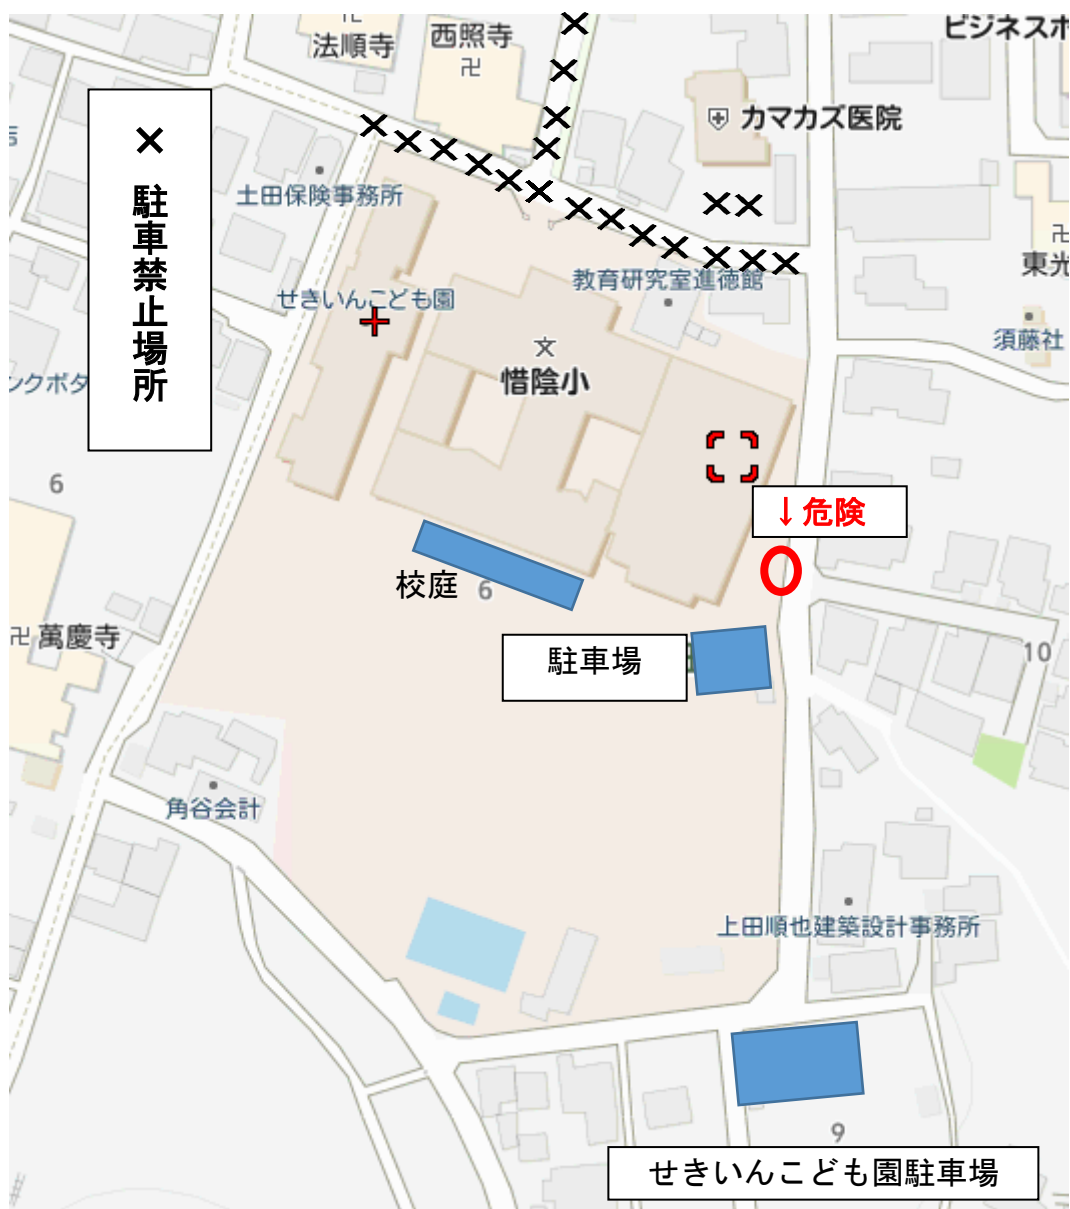 法順寺
西照寺
ビジネスホ
カマカズ医院
×
駐車禁止場所
土田保険事務所
東光
教育研究室進徳館
せきいんこども園
須藤社
文
惜陰小
ンクボタ
6
↓危険
校庭
6
萬慶寺
駐車場
10
角谷会計
上田順也建築設計事務所
9
せきいんこども園駐車場